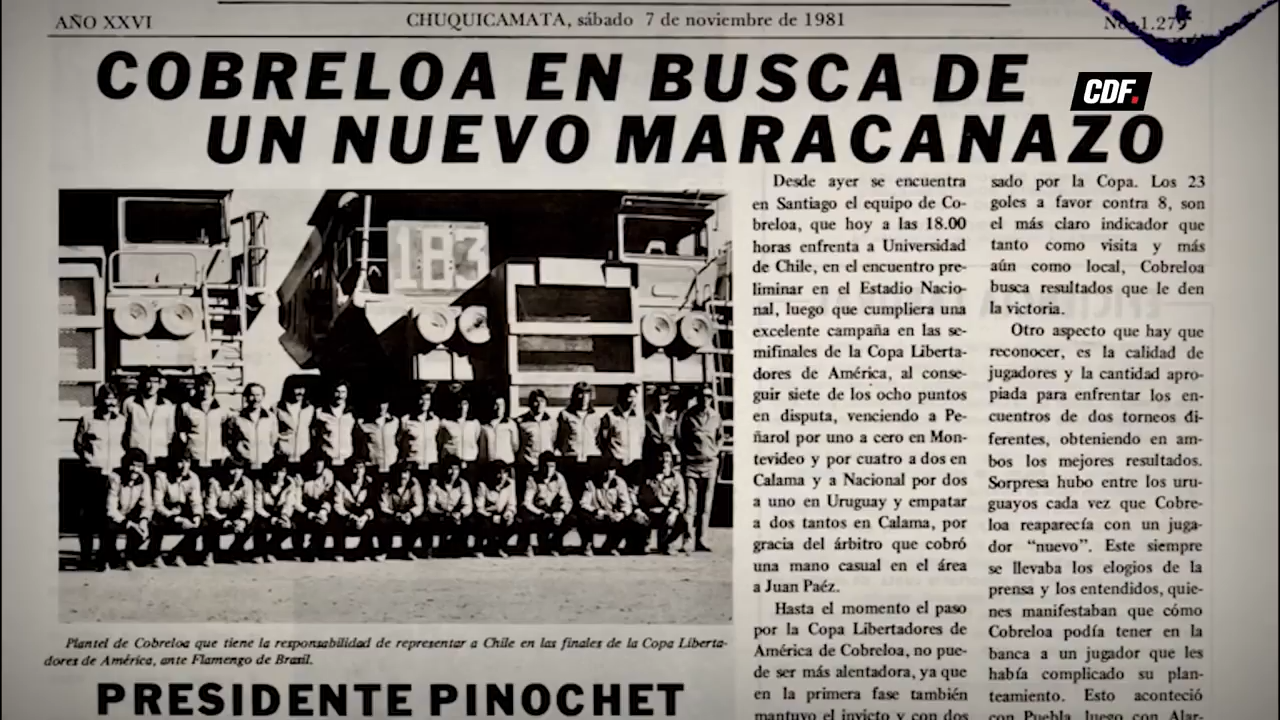 AÑO XXVI
CHUQUICAMATA, sábado 7 de noviembre de 1981
No. 1.279
COBRELOA EN BUSCA DE
UN NUEVO MARACANAZO
CDF.
183
Plantel de Cobreloa que tiene la responsabilidad de representar a Chile en las finales de la Copa Liberta-
dores de América, ante Flamengo de Brasil.
PRESIDENTE PINOCHET
Desde ayer se encuentra
en Santiago el equipo de Co-
breloa, que hoy a las 18.00
horas enfrenta a Universidad
de Chile, en el encuentro pre-
liminar en el Estadio Nacio-
nal, luego que cumpliera una
excelente campaña en las se-
mifinales de la Copa Liberta-
dores de América, al conse-
guir siete de los ocho puntos
en disputa, venciendo a Pe-
ñarol por uno a cero en Mon-
tevideo y por cuatro a dos en
Calama y a Nacional por dos
a uno en Uruguay y empatar
a dos tantos en Calama, por
gracia del árbitro que cobró
una mano casual en el área
a Juan Paéz.
Hasta el momento el paso
por la Copa Libertadores de
América de Cobreloa, no pue-
de ser más alentadora, ya que
en la primera fase también
mantuvo el invicto y con dos
sado por la Copa. Los 23
goles a favor contra 8, son
el más claro indicador que
tanto como visita y más
aún como local, Cobreloa
busca resultados que le den
la victoria.
Otro aspecto que hay que
reconocer, es la calidad de
jugadores y la cantidad apro-
piada para enfrentar los en-
cuentros de dos torneos di-
ferentes, obteniendo en am-
bos los mejores resultados.
Sorpresa hubo entre los uru-
guayos cada vez que Cobre-
loa reaparecía con un juga-
dor "nuevo". Este siempre
se llevaba los elogios de la
prensa y los entendidos, quie-
nes manifestaban que cómo
Cobreloa podía tener en la
banca a un jugador que les
había complicado su plan-
teamiento. Esto aconteció
con Puebla, luego con Alar-